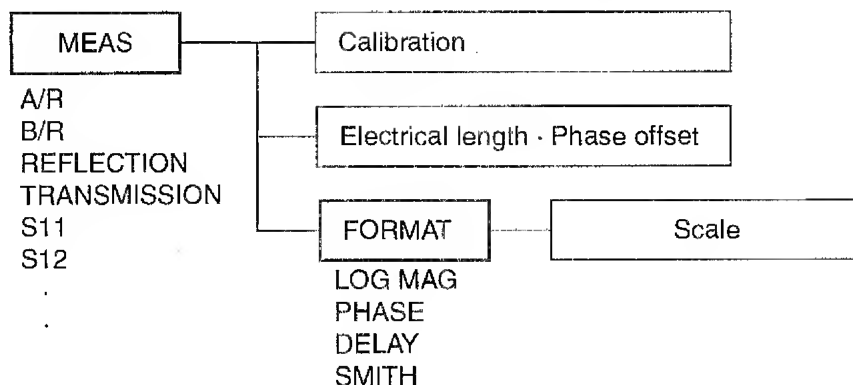 MEAS
Calibration
A/R
B/R
REFLECTION
TRANSMISSION
S11
S12
.
.
Electrical length · Phase offset
FORMAT
Scale
LOG MAG
PHASE
DELAY
SMITH